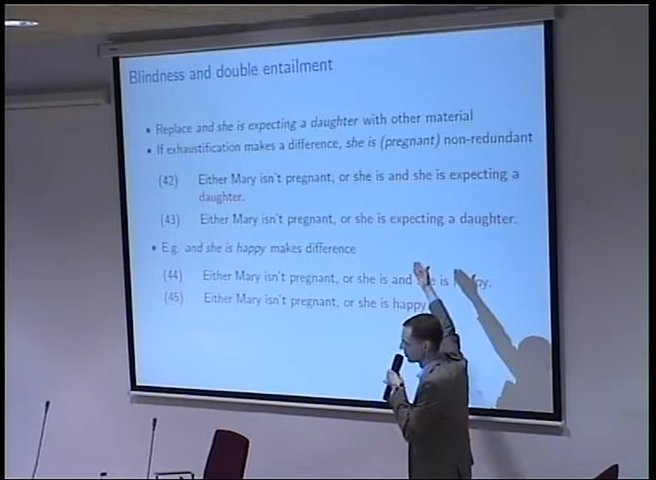 Blindness and double entailment
• Replace and she is expecting a daughter with other material
• If exhaustification makes a difference, she is (pregnant) non-redundant
(42) Either Mary isn't pregnant, or she is and she is expecting a
daughter.
(43) Either Mary isn't pregnant, or she is expecting a daughter.
• E.g. and she is happy makes difference
(44) Either Mary isn't pregnant, or she is and is
(45) Either Mary isn't pregnant, or she is happy